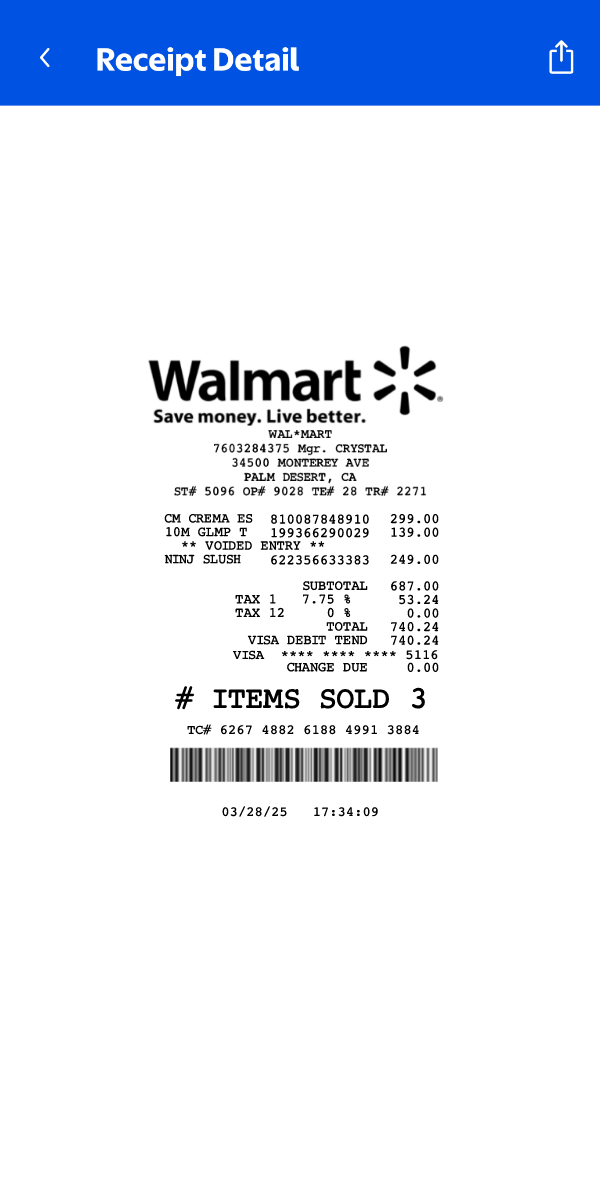 Receipt Detail
Walmart
Save money. Live better.
WAL*MART
7603284375 Mgr. CRYSTAL
34500 MONTEREY AVE
PALM DESERT, CA
ST# 5096 OP# 9028 TE# 28 TR# 2271
CM CREMA ES 810087848910 299.00
10M GLMP T 199366290029 139.00
** VOIDED ENTRY **
NINJ SLUSH 622356633383 249.00
SUBTOTAL 687.00
TAX 1 7.75 % 53.24
TAX 12 0 % 0.00
TOTAL 740.24
VISA DEBIT TEND 740.24
VISA **** **** **** 5116
CHANGE DUE 0.00
# ITEMS SOLD 3
TC# 6267 4882 6188 4991 3884
03/28/25 17:34:09